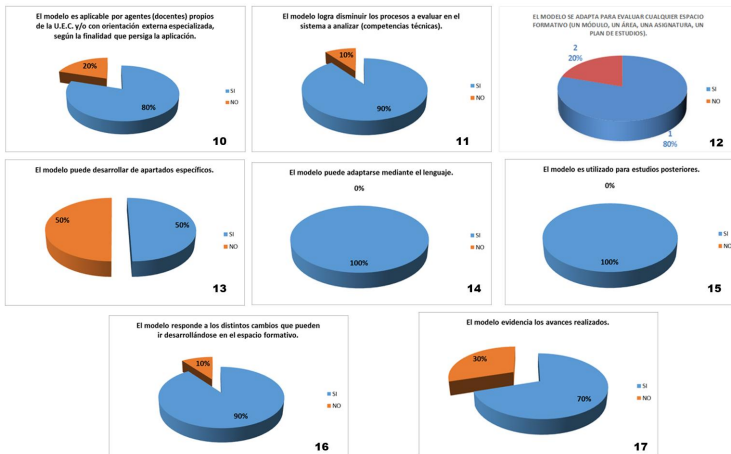 El modelo es aplicable por agentes (docentes) propios
de la U.E.C. y/o con orientación externa especializada,
según la finalidad que persiga la aplicación.
20%
80%
SI
NO
10
El modelo logra disminuir los procesos a evaluar en el
sistema a analizar (competencias técnicas).
10%
90%
SI
NO
11
EL MODELO SE ADAPTA PARA EVALUAR CUALQUIER ESPACIO
FORMATIVO (UN MÓDULO, UN ÁREA, UNA ASIGNATURA, UN
PLAN DE ESTUDIOS).
2
20%
1
80%
SI
NO
12
El modelo puede desarrollar de apartados específicos.
50%
50%
SI
NO
13
El modelo puede adaptarse mediante el lenguaje.
0%
100%
SI
NO
14
El modelo es utilizado para estudios posteriores.
0%
100%
SI
NO
15
El modelo responde a los distintos cambios que pueden
ir desarrollándose en el espacio formativo.
10%
90%
SI
NO
16
El modelo evidencia los avances realizados.
30%
70%
SI
NO
17